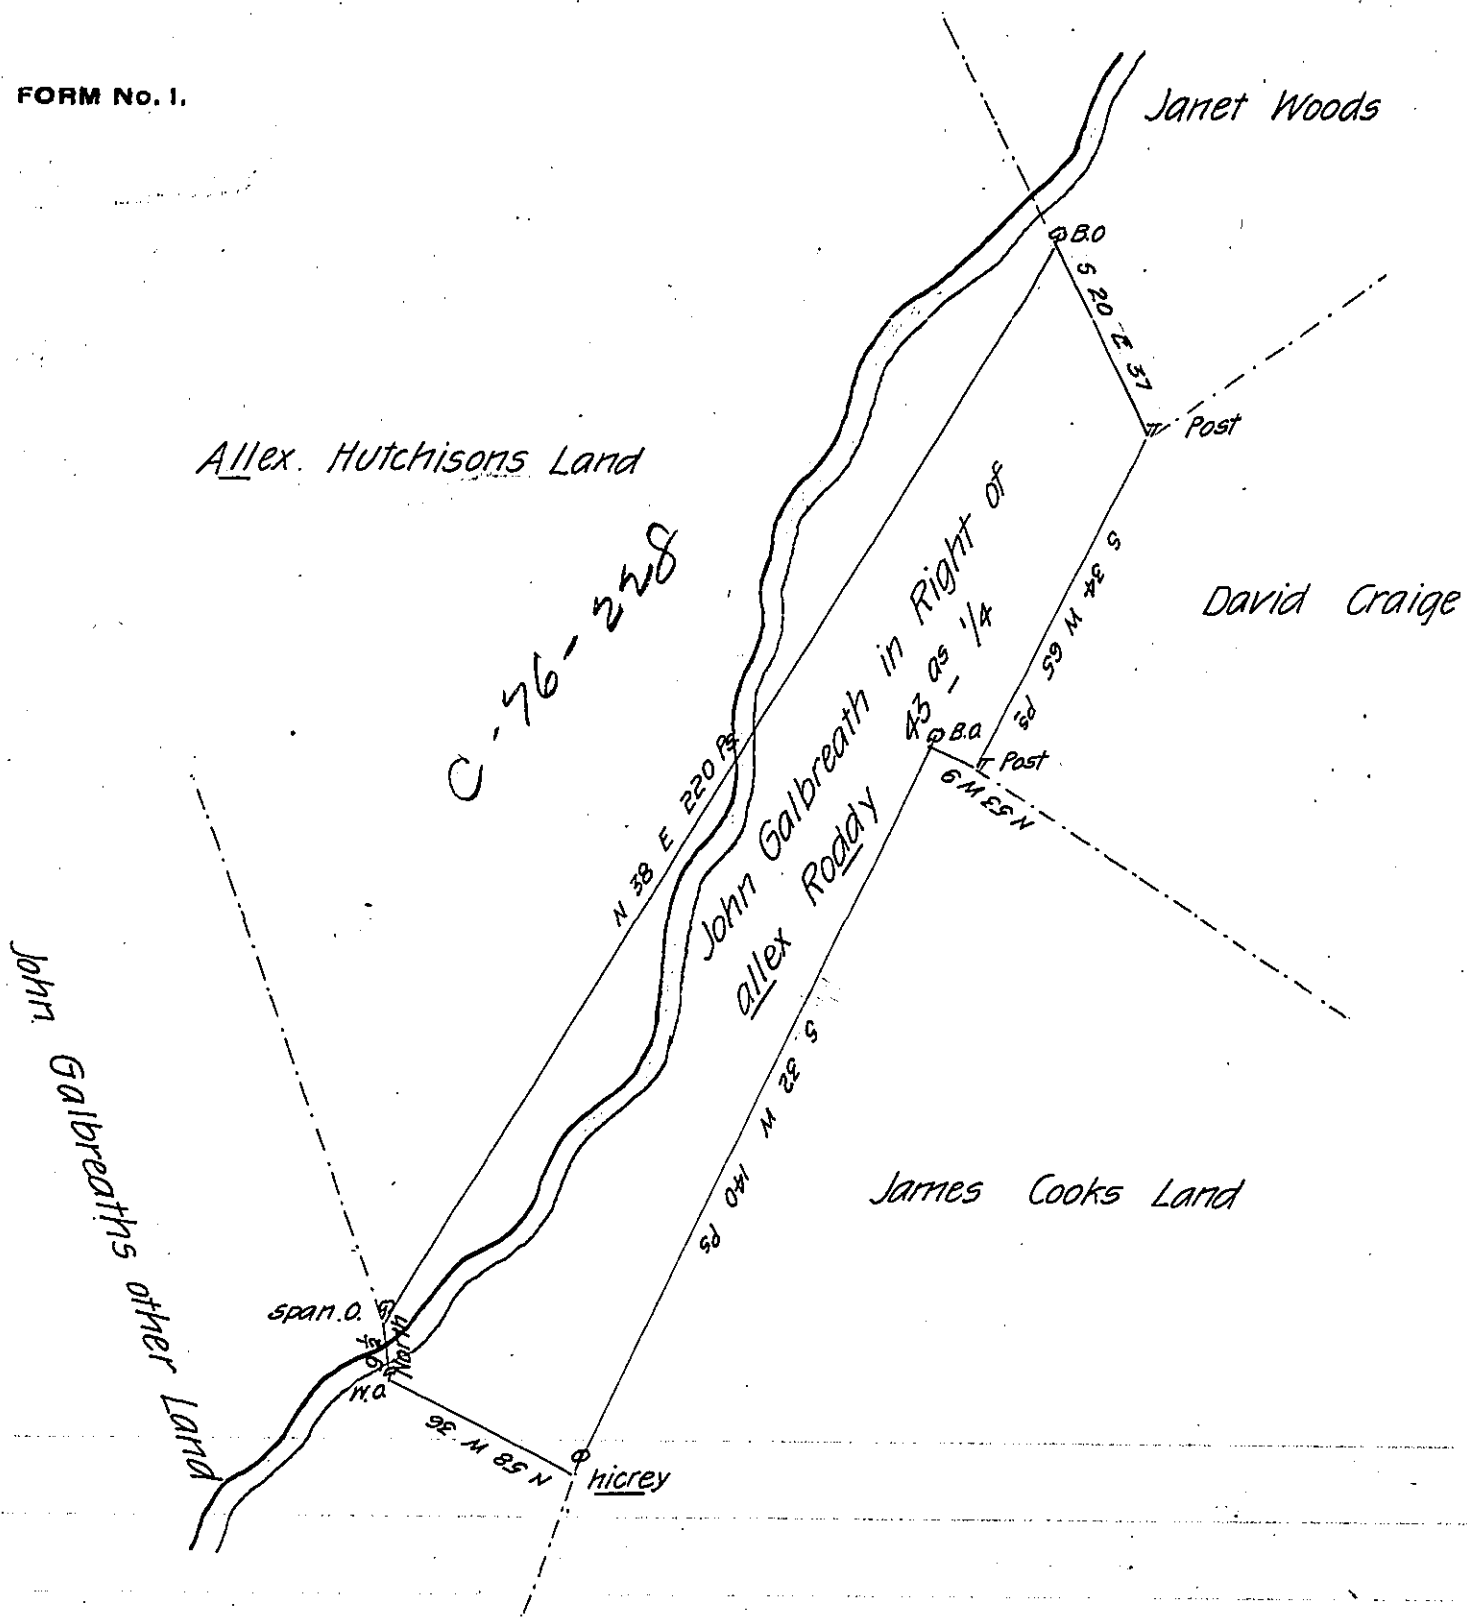 FORM No. 1.
Janet Woods
B.O
S 20 E 37
Post
Allex. Hutchisons Land
S 34 W 65 Ps
David Craige
C-76-228
John Galbreath in Right of
allex Roddy
43 as 1/4
B.O.
Post
N 53 W 9
N 38 E 220 Ps
S 32 W 140 Ps
James Cooks Land
John Galbreaths other Land
span.O.
North
W.O.
N 58 W 36
hicrey